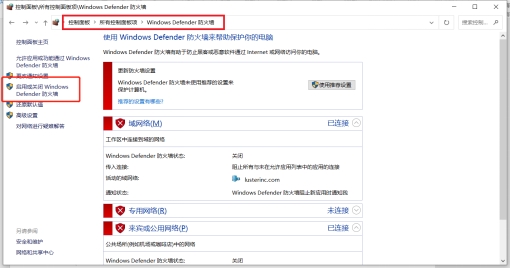 控制面板\所有控制面板项\Windows Defender 防火墙
控制面板 > 所有控制面板项 > Windows Defender 防火墙
搜索控制...
控制面板主页
允许应用或功能通过 Windows
Defender 防火墙
更改通知设置
启用或关闭 Windows
Defender 防火墙
还原默认值
高级设置
对网络进行疑难解答
另请参阅
安全和维护
网络和共享中心
使用 Windows Defender 防火墙来帮助保护你的电脑
Windows Defender 防火墙有助于防止黑客或恶意软件通过 Internet 或网络访问你的电脑。
更新防火墙设置
Windows Defender 防火墙未使用推荐的设置来
保护计算机。
使用推荐设置
推荐的设置有哪些?
域网络(M) 已连接
工作区中连接到域的网络
Windows Defender 防火墙状态: 关闭
传入连接: 阻止所有与未在允许应用列表中的应用的连接
活动的域网络: lusterinc.com
通知状态: Windows Defender 防火墙阻止新应用时通知我
专用网络(R) 未连接
来宾或公用网络(P) 已连接
公共场所(例如机场或咖啡店)中的网络
Windows Defender 防火墙状态: 关闭